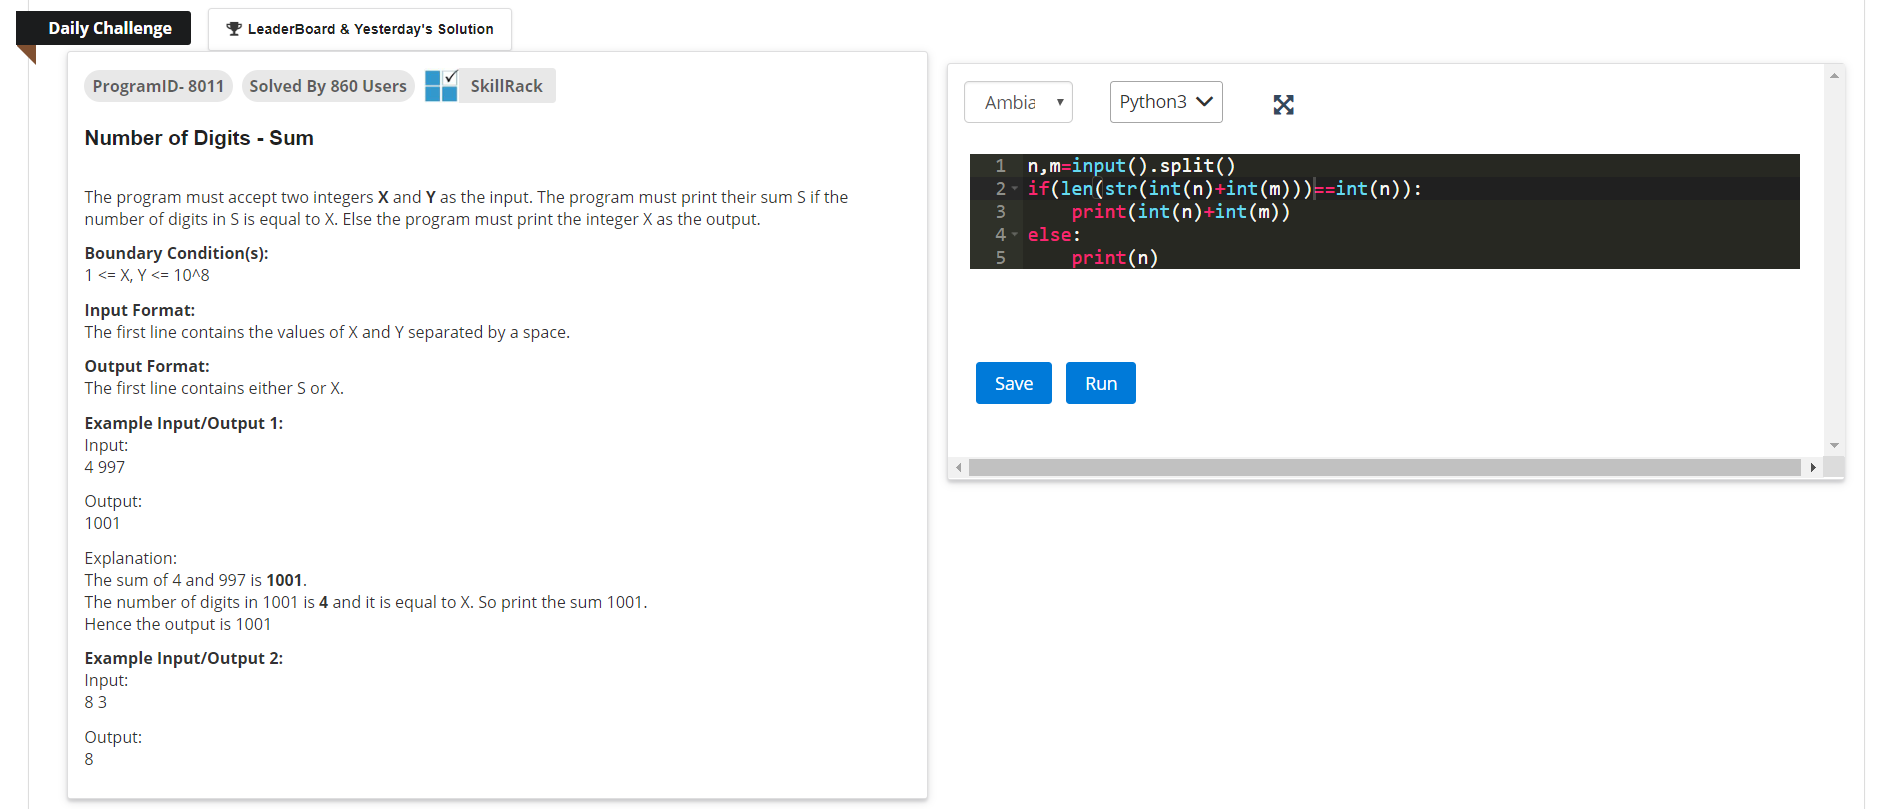 Daily Challenge
LeaderBoard & Yesterday's Solution
ProgramID- 8011
Solved By 860 Users
SkillRack
Number of Digits - Sum
The program must accept two integers X and Y as the input. The program must print their sum S if the
number of digits in S is equal to X. Else the program must print the integer X as the output.
Boundary Condition(s):
1 <= X, Y <= 10^8
Input Format:
The first line contains the values of X and Y separated by a space.
Output Format:
The first line contains either S or X.
Example Input/Output 1:
Input:
4 997
Output:
1001
Explanation:
The sum of 4 and 997 is 1001.
The number of digits in 1001 is 4 and it is equal to X. So print the sum 1001.
Hence the output is 1001
Example Input/Output 2:
Input:
8 3
Output:
8
Ambia
Python3
1 n,m=input().split()
2 if(len(str(int(n)+int(m)))==int(n)):
3 print(int(n)+int(m))
4 else:
5 print(n)
Save
Run